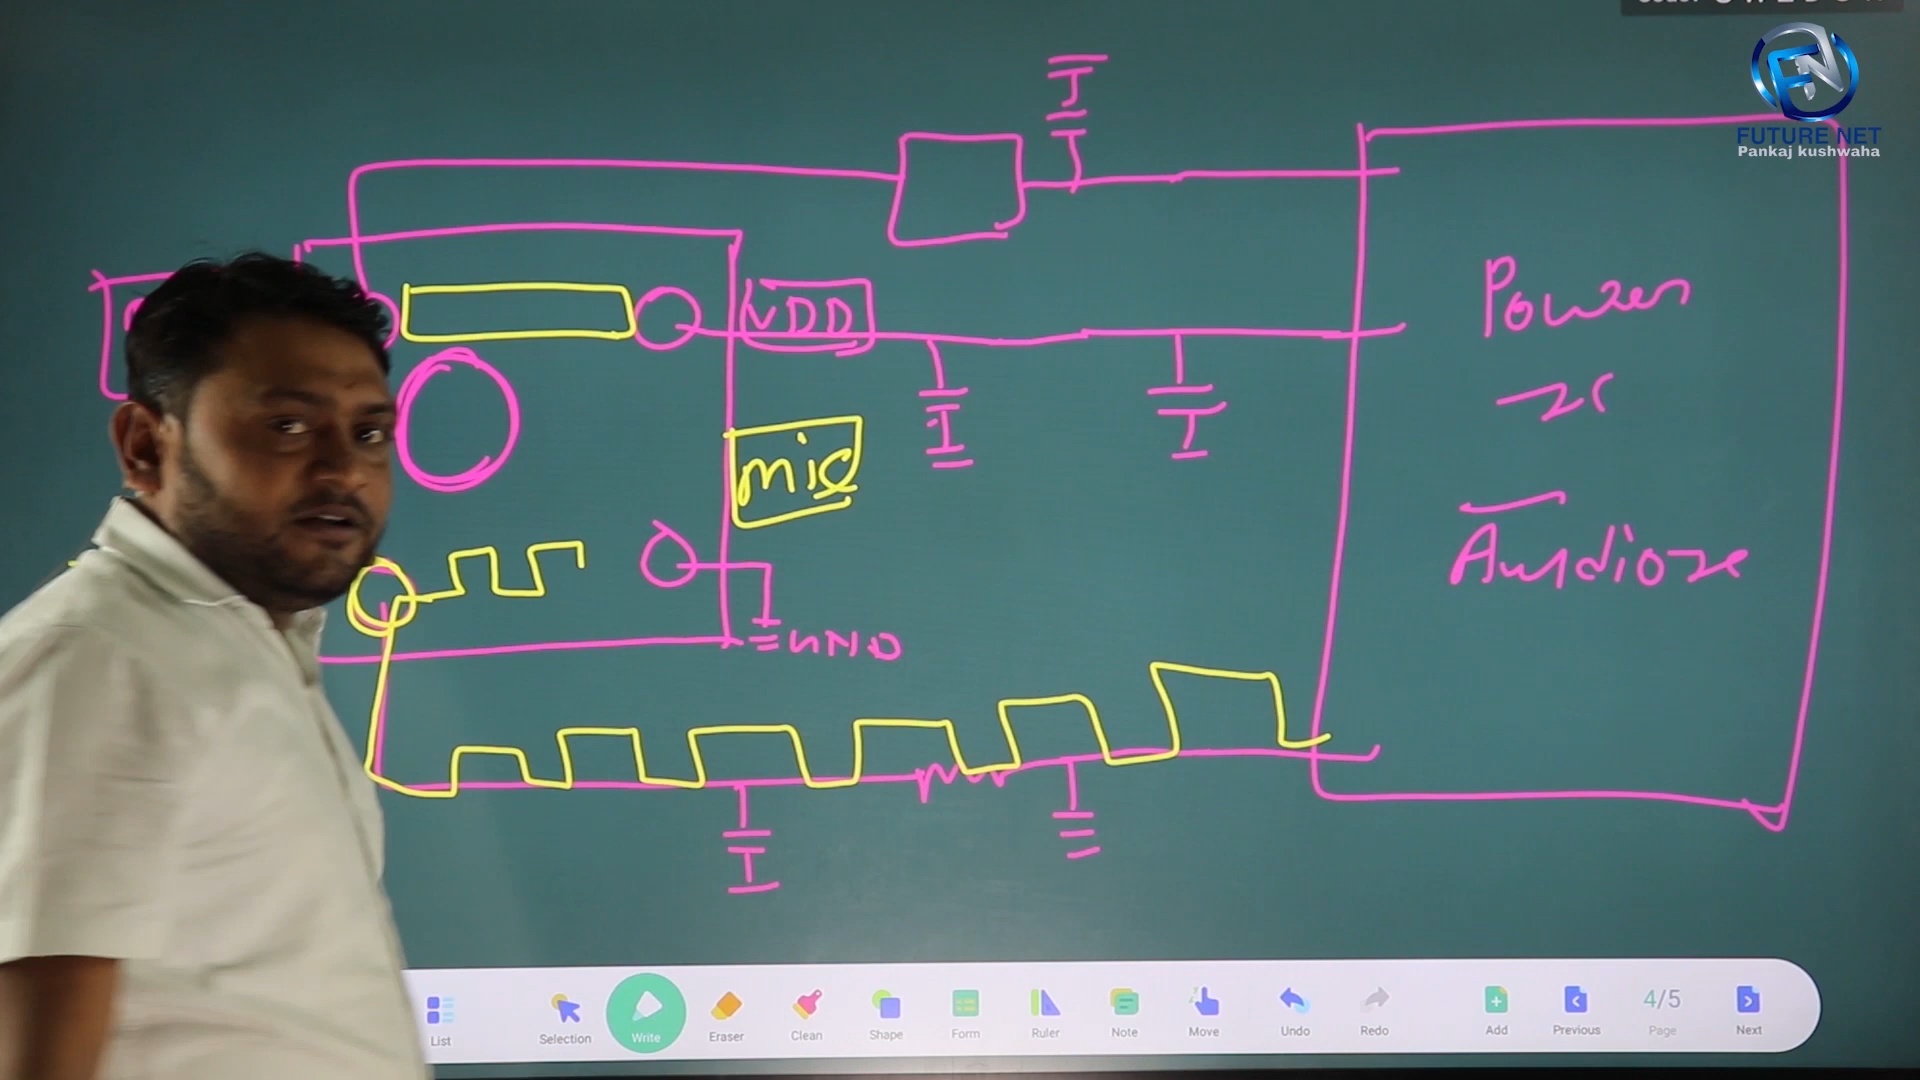 FUTURE NET
Pankaj kushwaha
VDD
Power
mic
Audio
GND
List
Selection
Write
Eraser
Clean
Shape
Form
Ruler
Note
Move
Undo
Redo
Add
Previous
4/5
Page
Next